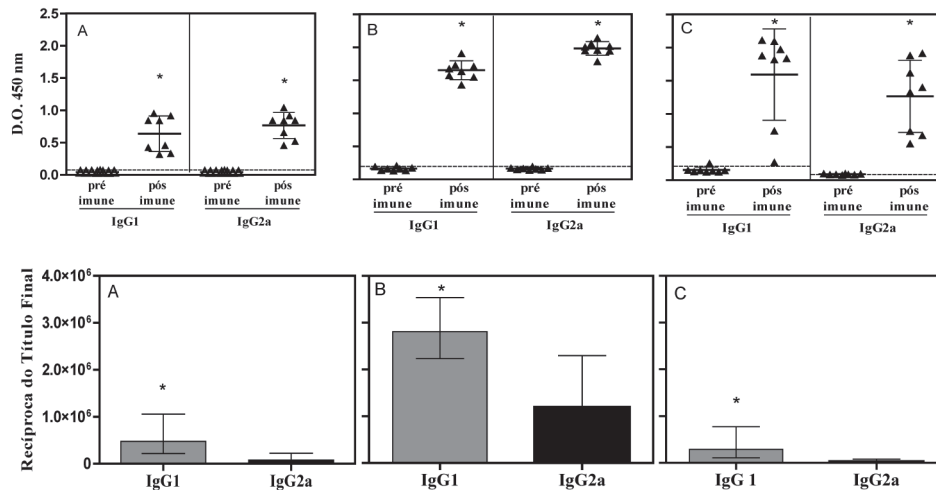 A
B
C
D.O. 450 nm
2.5
2.0
1.5
1.0
0.5
0.0
* * * * * *
pré pós pré pós pré pós pré pós pré pós pré pós
imune imune imune imune imune imune imune imune imune imune imune imune
IgG1 IgG2a IgG1 IgG2a IgG1 IgG2a
A
B
C
Recíproca do Título Final
4.0×10⁶
3.0×10⁶
2.0×10⁶
1.0×10⁶
0
* * *
IgG1 IgG2a IgG1 IgG2a IgG 1 IgG2a